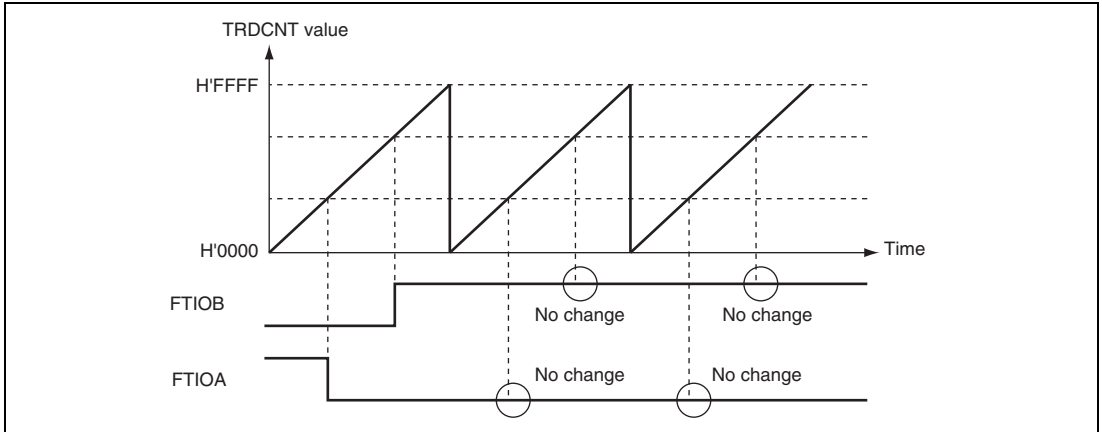 TRDCNT value
H'FFFF
H'0000
Time
FTIOB
No change
No change
FTIOA
No change
No change